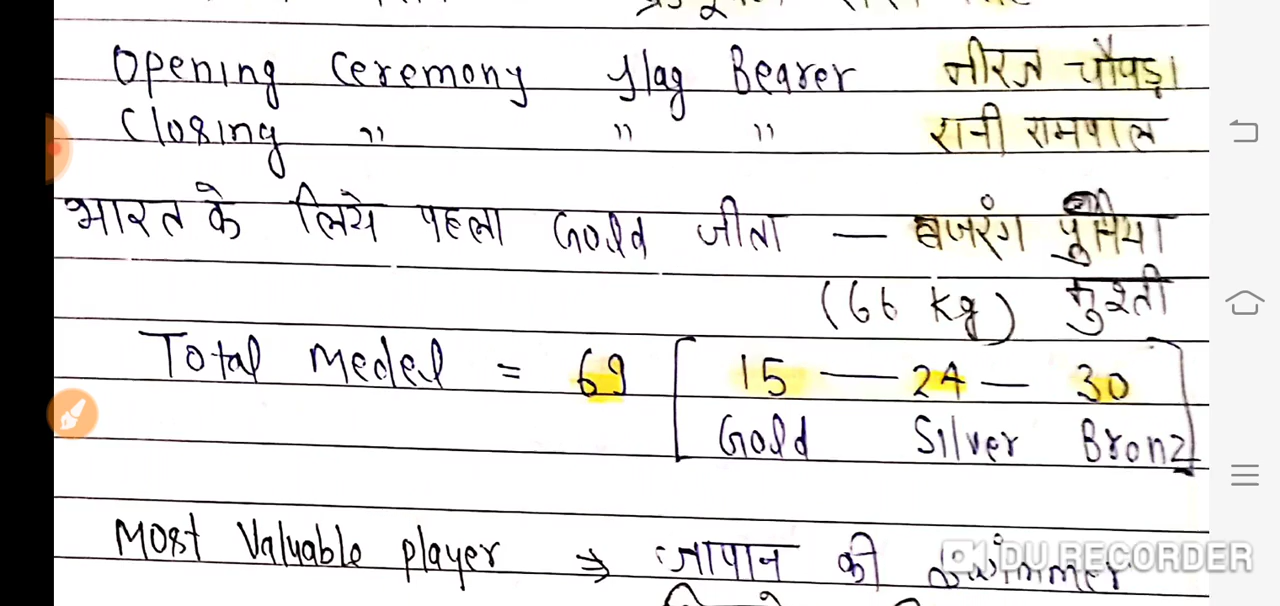 Opening Ceremony flag Bearer नीरज चौपड़ा
Closing " " " रानी रामपाल
भारत के लिये पहला Gold जीता — बजरंग पुनिया
(66 kg) कुश्ती
Total Medel = 69 [15 — 24 — 30
Gold Silver Bronz]
Most Valuable player ⇒ जापान की
DU RECORDER